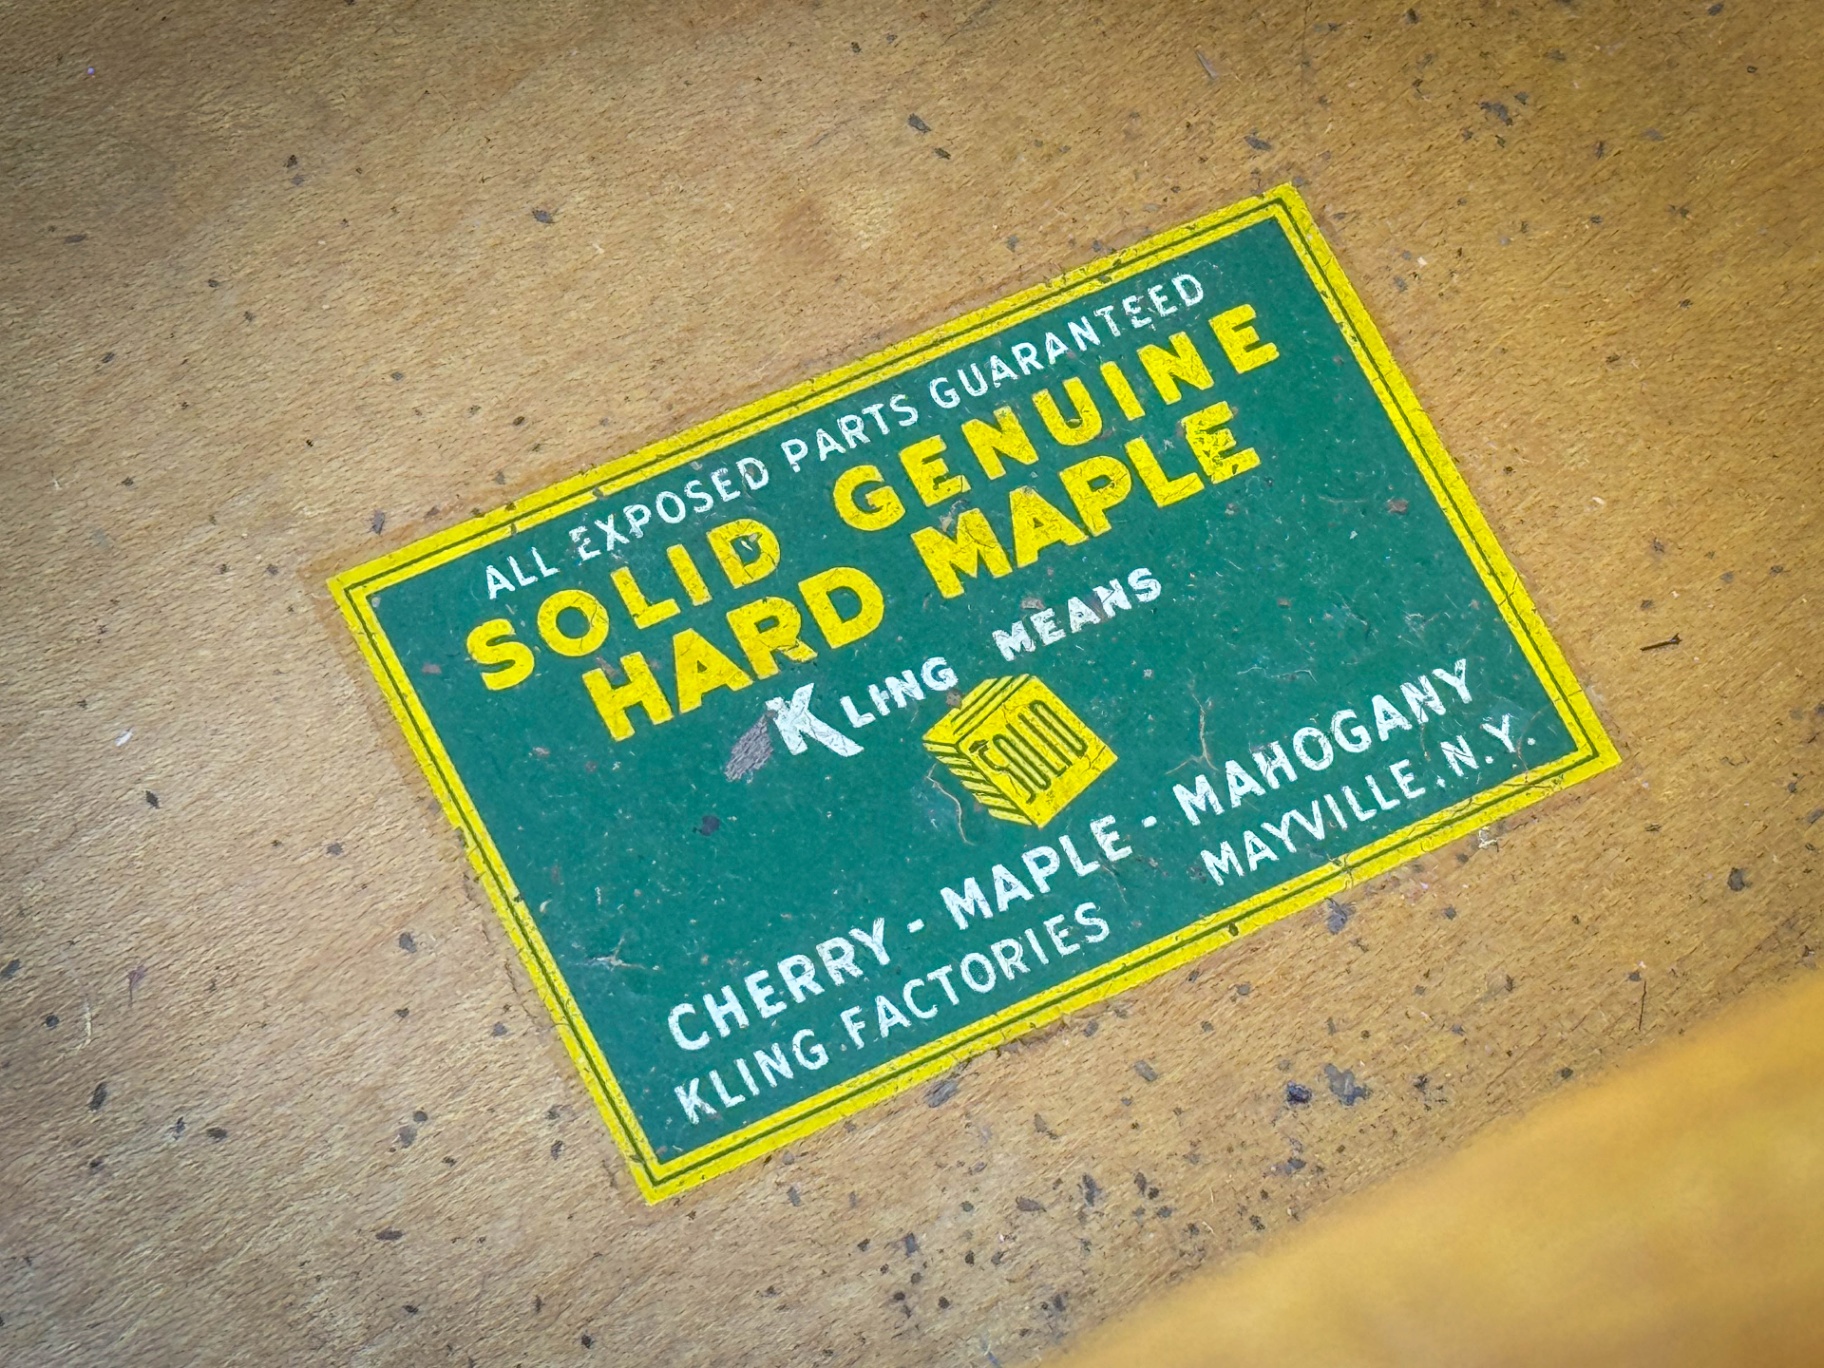 ALL EXPOSED PARTS GUARANTEED
SOLID GENUINE
HARD MAPLE
KLING MEANS
SOLID
CHERRY - MAPLE - MAHOGANY
KLING FACTORIES MAYVILLE, N.Y.